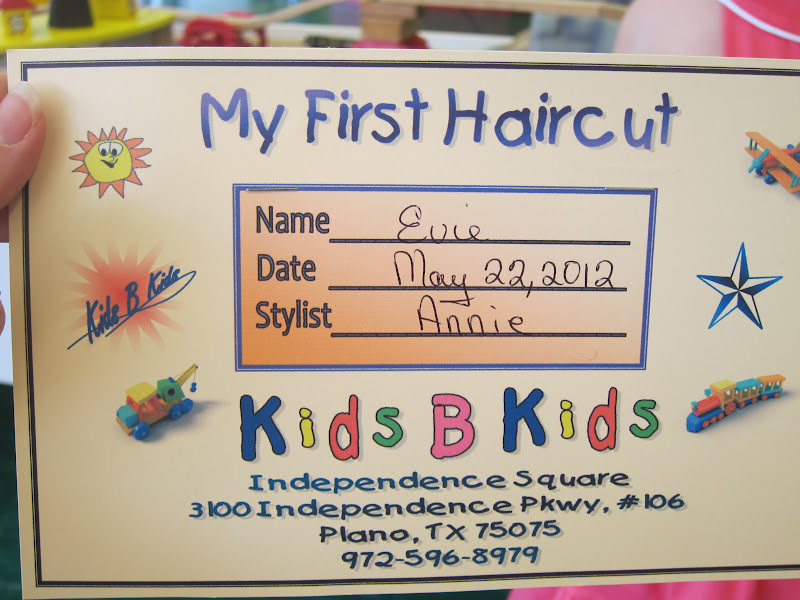 My First Haircut
Name Evie
Date May 22, 2012
Stylist Annie
Kids B Kids
Kids B Kids
Independence Square
3100 Independence Pkwy, #106
Plano, TX 75075
972-596-8979